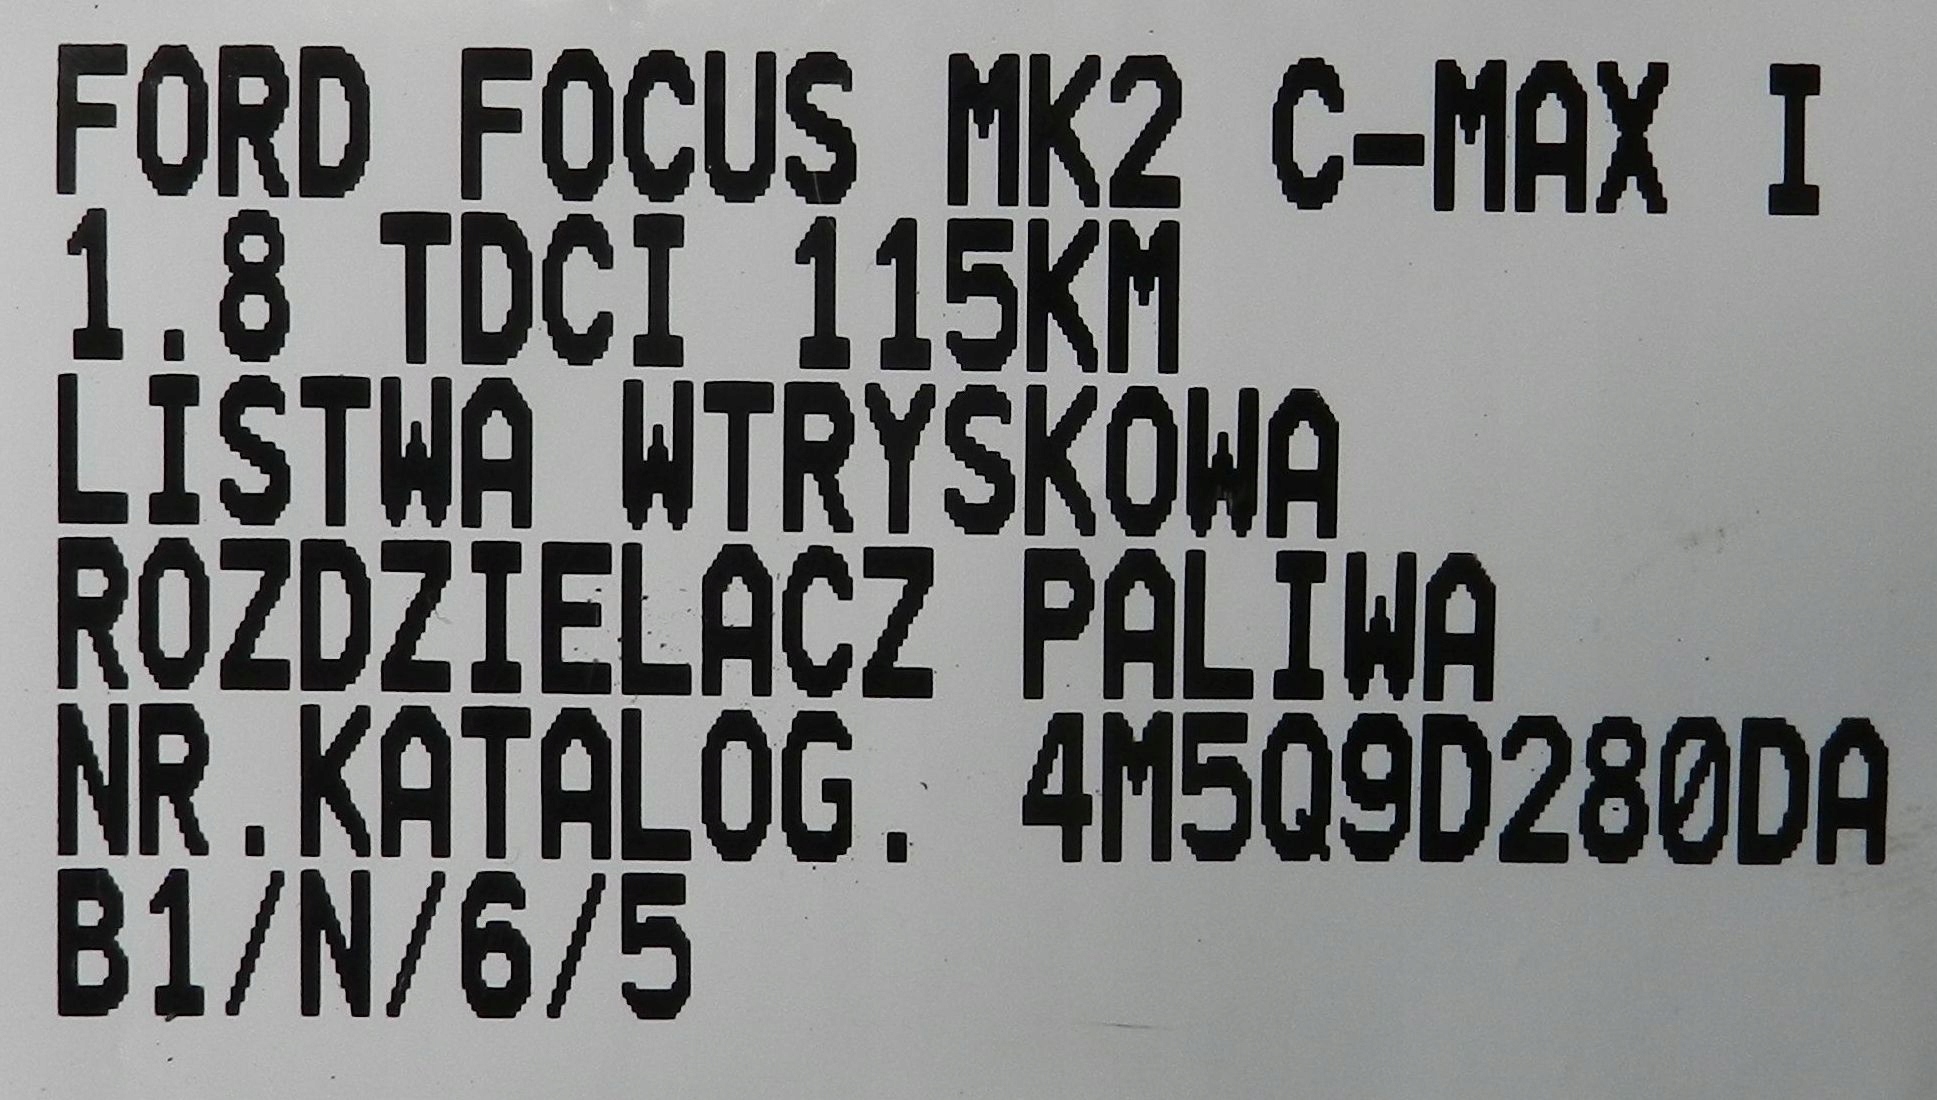 FORD FOCUS MK2 C-MAX I
1.8 TDCI 115KM
LISTWA WTRYSKOWA
ROZDZIELACZ PALIWA
NR.KATALOG. 4M5Q9D280DA
B1/N/6/5